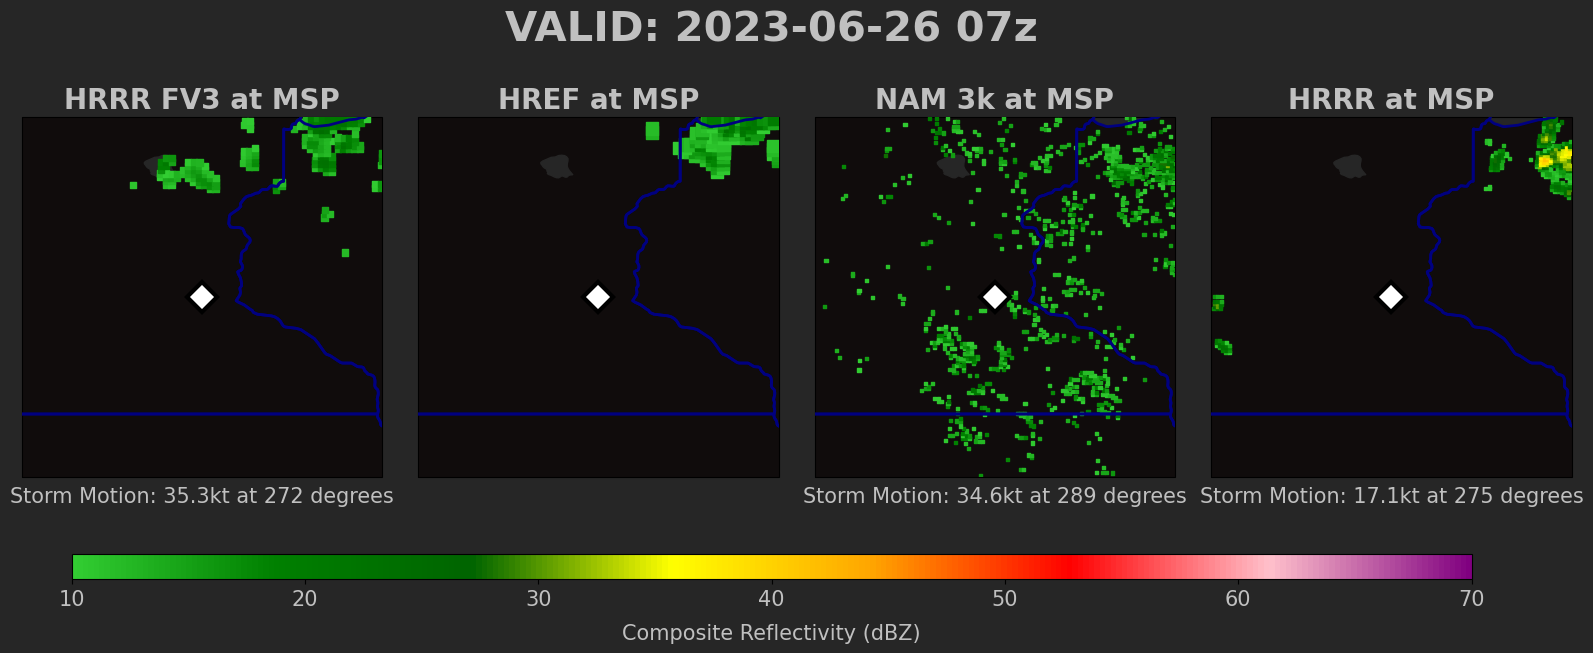 VALID: 2023-06-26 07z
HRRR FV3 at MSP
HREF at MSP
NAM 3k at MSP
HRRR at MSP
Storm Motion: 35.3kt at 272 degrees
Storm Motion: 34.6kt at 289 degrees
Storm Motion: 17.1kt at 275 degrees
10 20 30 40 50 60 70
Composite Reflectivity (dBZ)